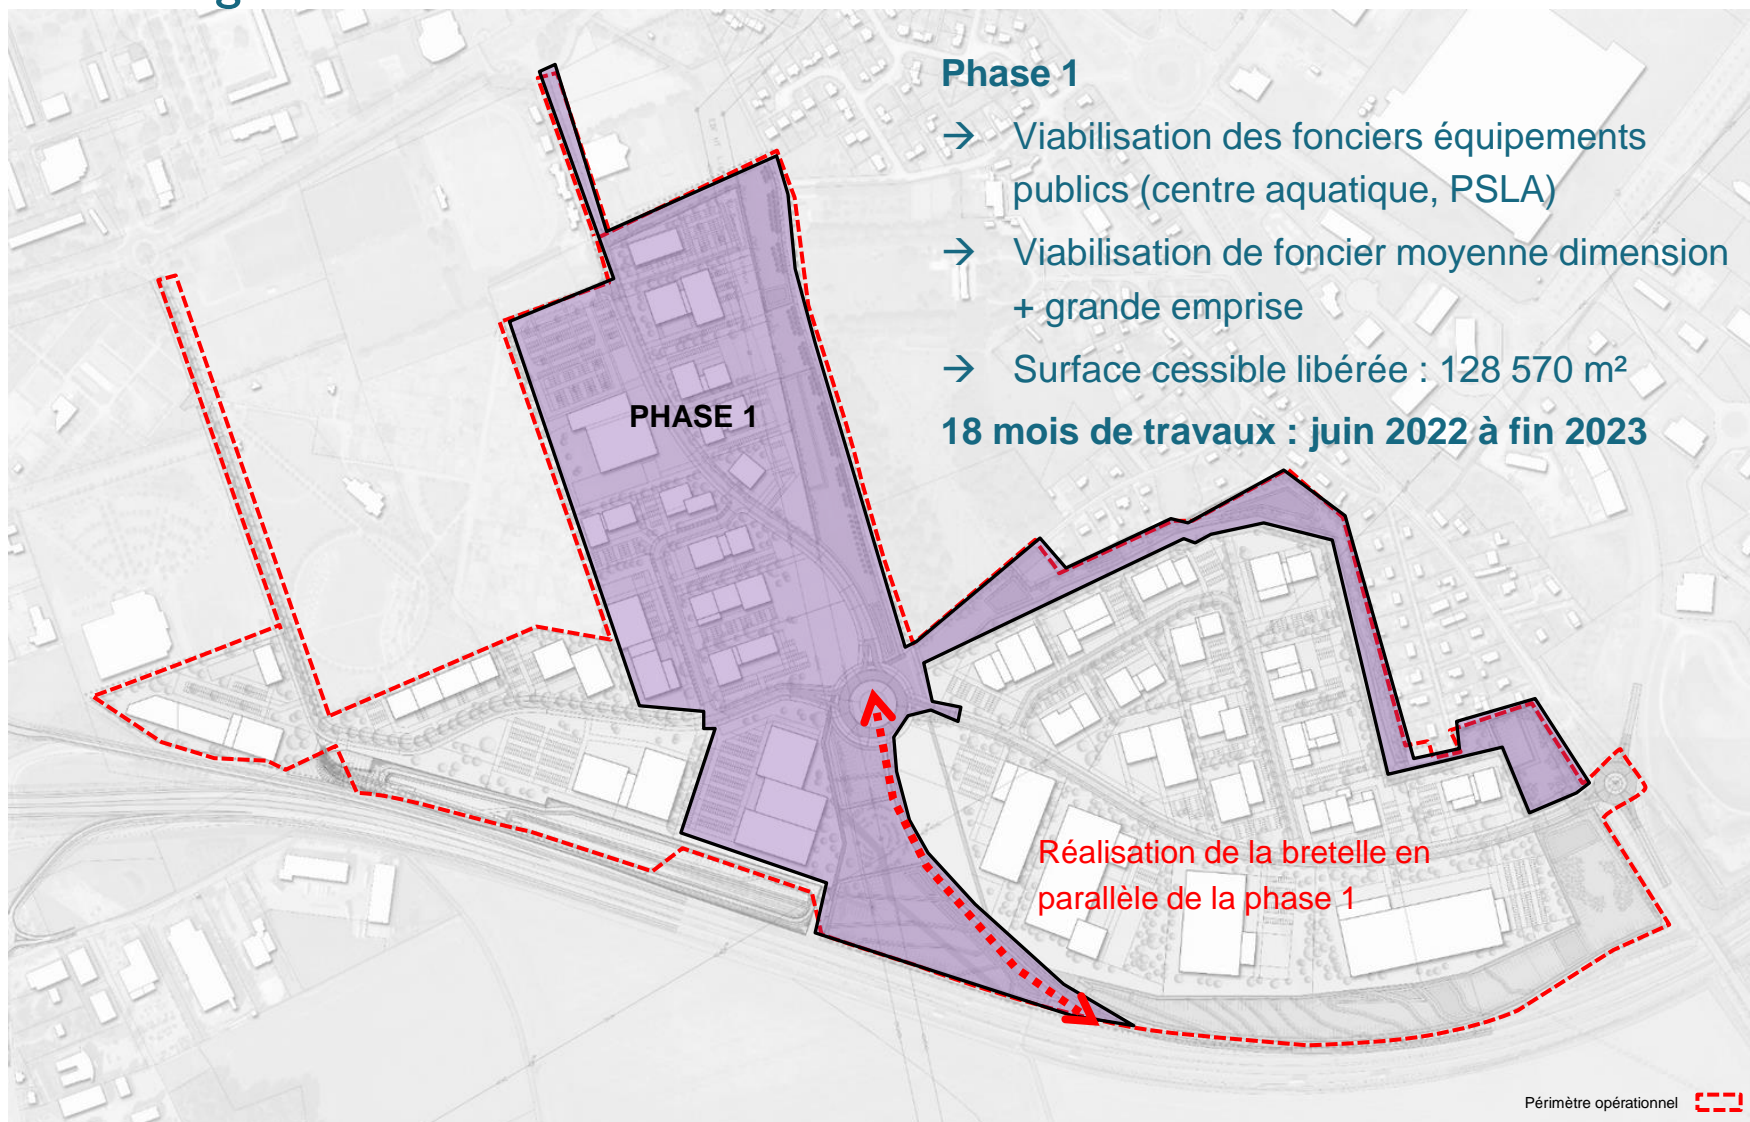 Phase 1
→ Viabilisation des fonciers équipements
publics (centre aquatique, PSLA)
→ Viabilisation de foncier moyenne dimension
+ grande emprise
→ Surface cessible libérée : 128 570 m²
18 mois de travaux : juin 2022 à fin 2023
PHASE 1
Réalisation de la bretelle en
parallèle de la phase 1
Périmètre opérationnel